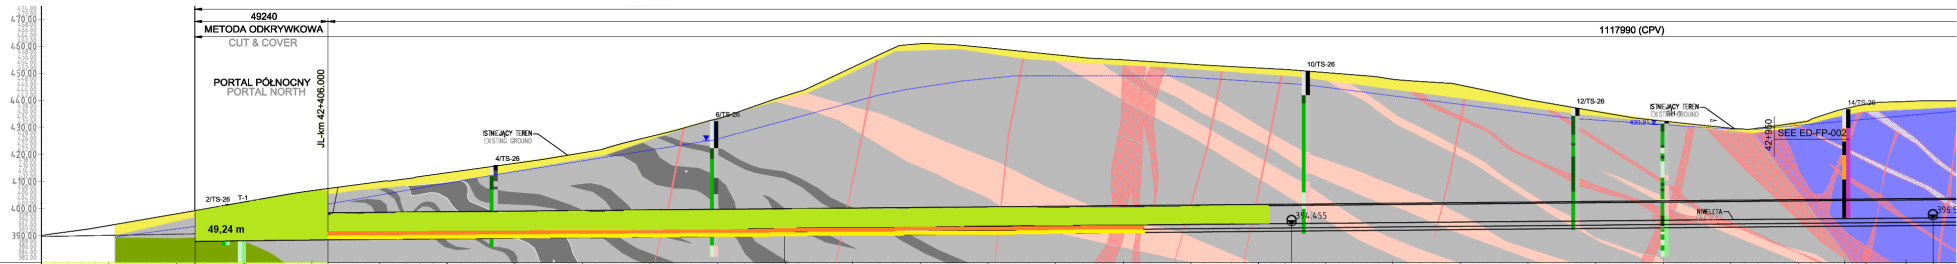 49240
METODA ODKRYWKOWA
CUT & COVER
1117990 (CPV)
PORTAL PÓŁNOCNY
PORTAL NORTH
JL-km 42+406.000
470.00
460.00
450.00
440.00
430.00
420.00
410.00
400.00
390.00
2/TS-26
T-1
49,24 m
4/TS-26
ISTNIEJĄCY TEREN
EXISTING GROUND
6/TS-26
10/TS-26
394.455
12/TS-26
ISTNIEJĄCY TEREN
EXISTING GROUND
42+950
SEE ED-FP-002
14/TS-26
NIWELETA